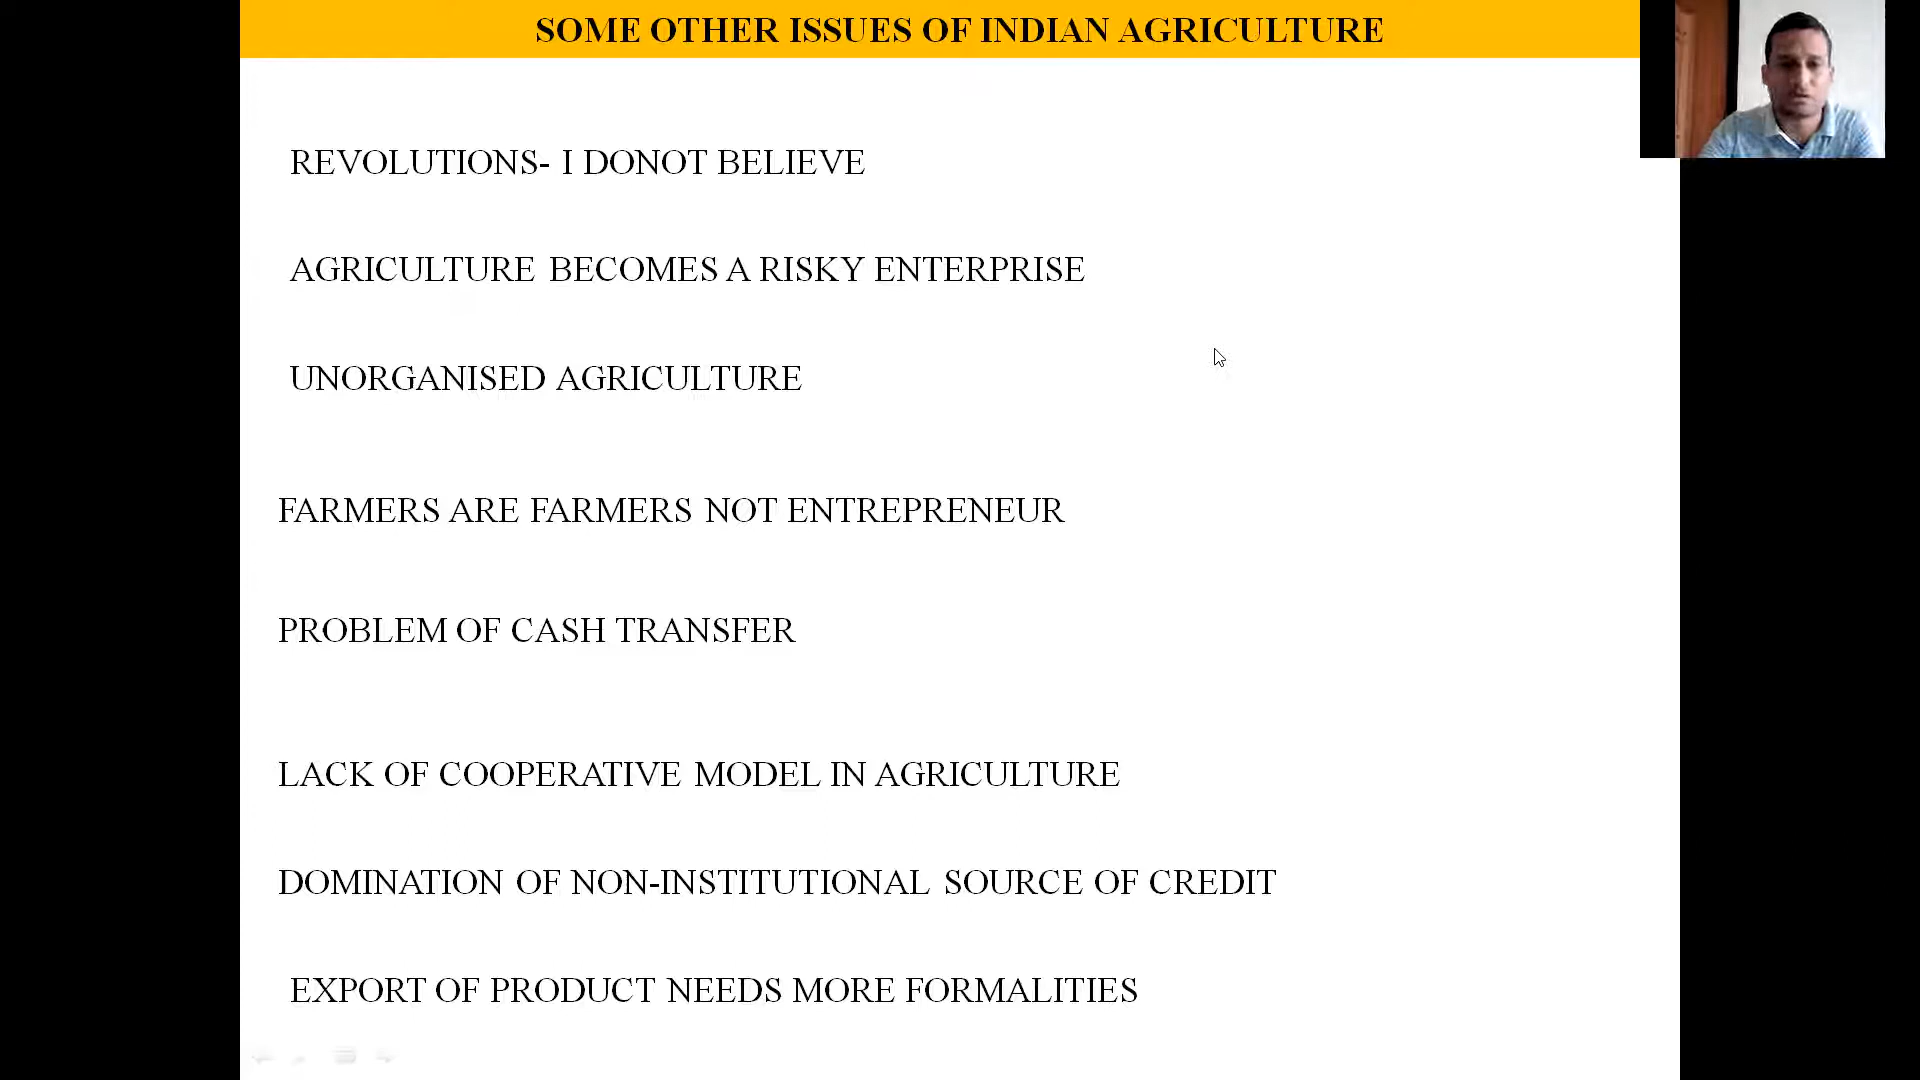 SOME OTHER ISSUES OF INDIAN AGRICULTURE
REVOLUTIONS- I DONOT BELIEVE
AGRICULTURE BECOMES A RISKY ENTERPRISE
UNORGANISED AGRICULTURE
FARMERS ARE FARMERS NOT ENTREPRENEUR
PROBLEM OF CASH TRANSFER
LACK OF COOPERATIVE MODEL IN AGRICULTURE
DOMINATION OF NON-INSTITUTIONAL SOURCE OF CREDIT
EXPORT OF PRODUCT NEEDS MORE FORMALITIES